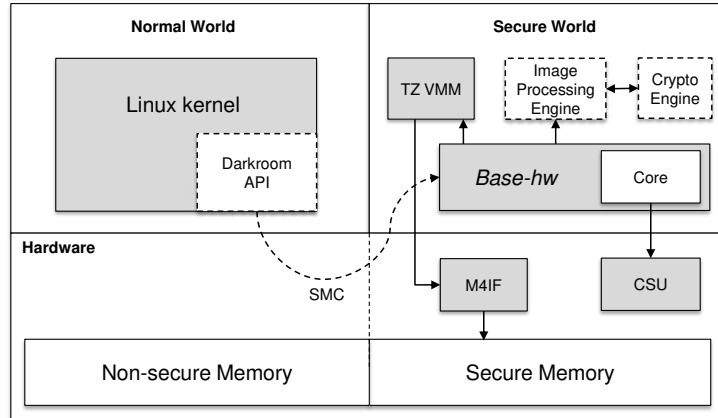 Normal World
Secure World
Linux kernel
Darkroom
API
TZ VMM
Image
Processing
Engine
Crypto
Engine
Base-hw
Core
Hardware
SMC
M4IF
CSU
Non-secure Memory
Secure Memory